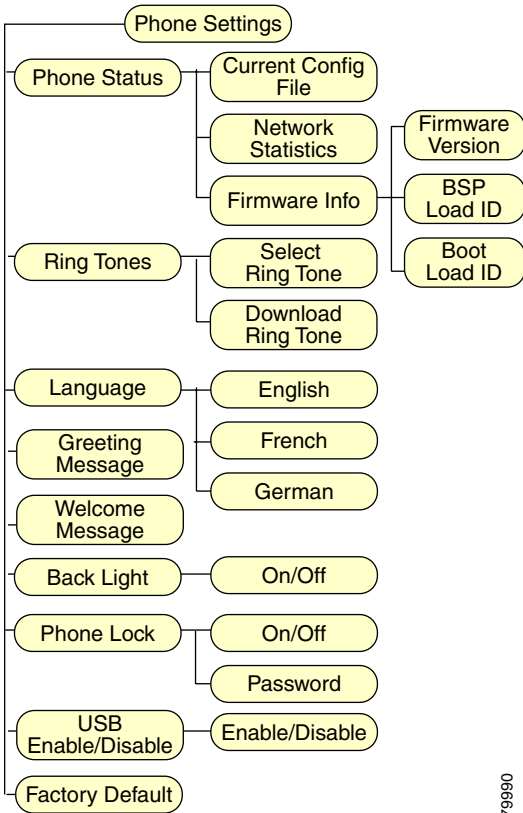 Phone Settings
Phone Status
Current Config
File
Network
Statistics
Firmware Info
Firmware
Version
BSP
Load ID
Boot
Load ID
Ring Tones
Select
Ring Tone
Download
Ring Tone
Language
English
French
German
Greeting
Message
Welcome
Message
Back Light
On/Off
Phone Lock
On/Off
Password
USB
Enable/Disable
Enable/Disable
Factory Default